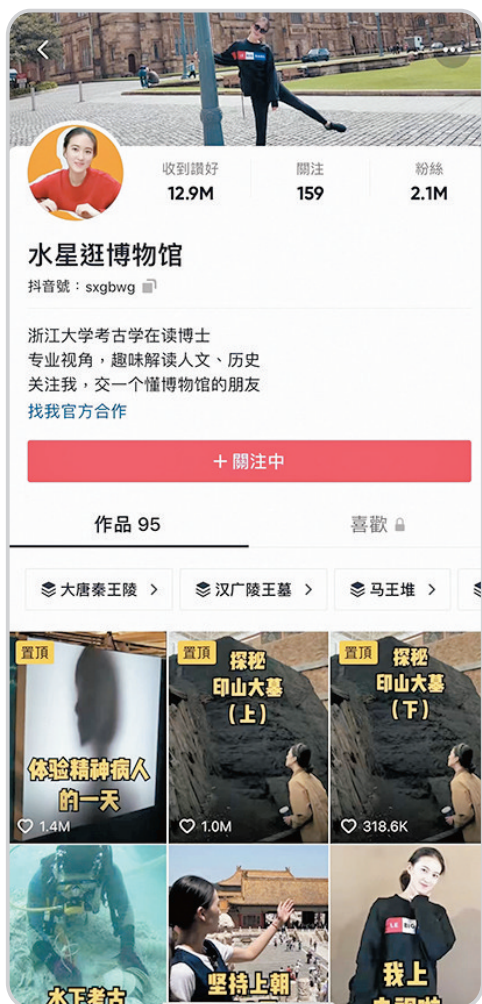 收到讚好 關注 粉絲
12.9M 159 2.1M
水星逛博物馆
抖音號：sxgbwg
浙江大学考古学在读博士
专业视角，趣味解读人文、历史
关注我，交一个懂博物馆的朋友
找我官方合作
+ 關注中
作品 95 喜歡
大唐秦王陵 > 汉广陵王墓 > 马王堆 >
置頂
体验精神病人
的一天
1.4M
置頂
探秘
印山大墓
（上）
1.0M
置頂
探秘
印山大墓
（下）
318.6K
水下考古
坚持上朝
我上